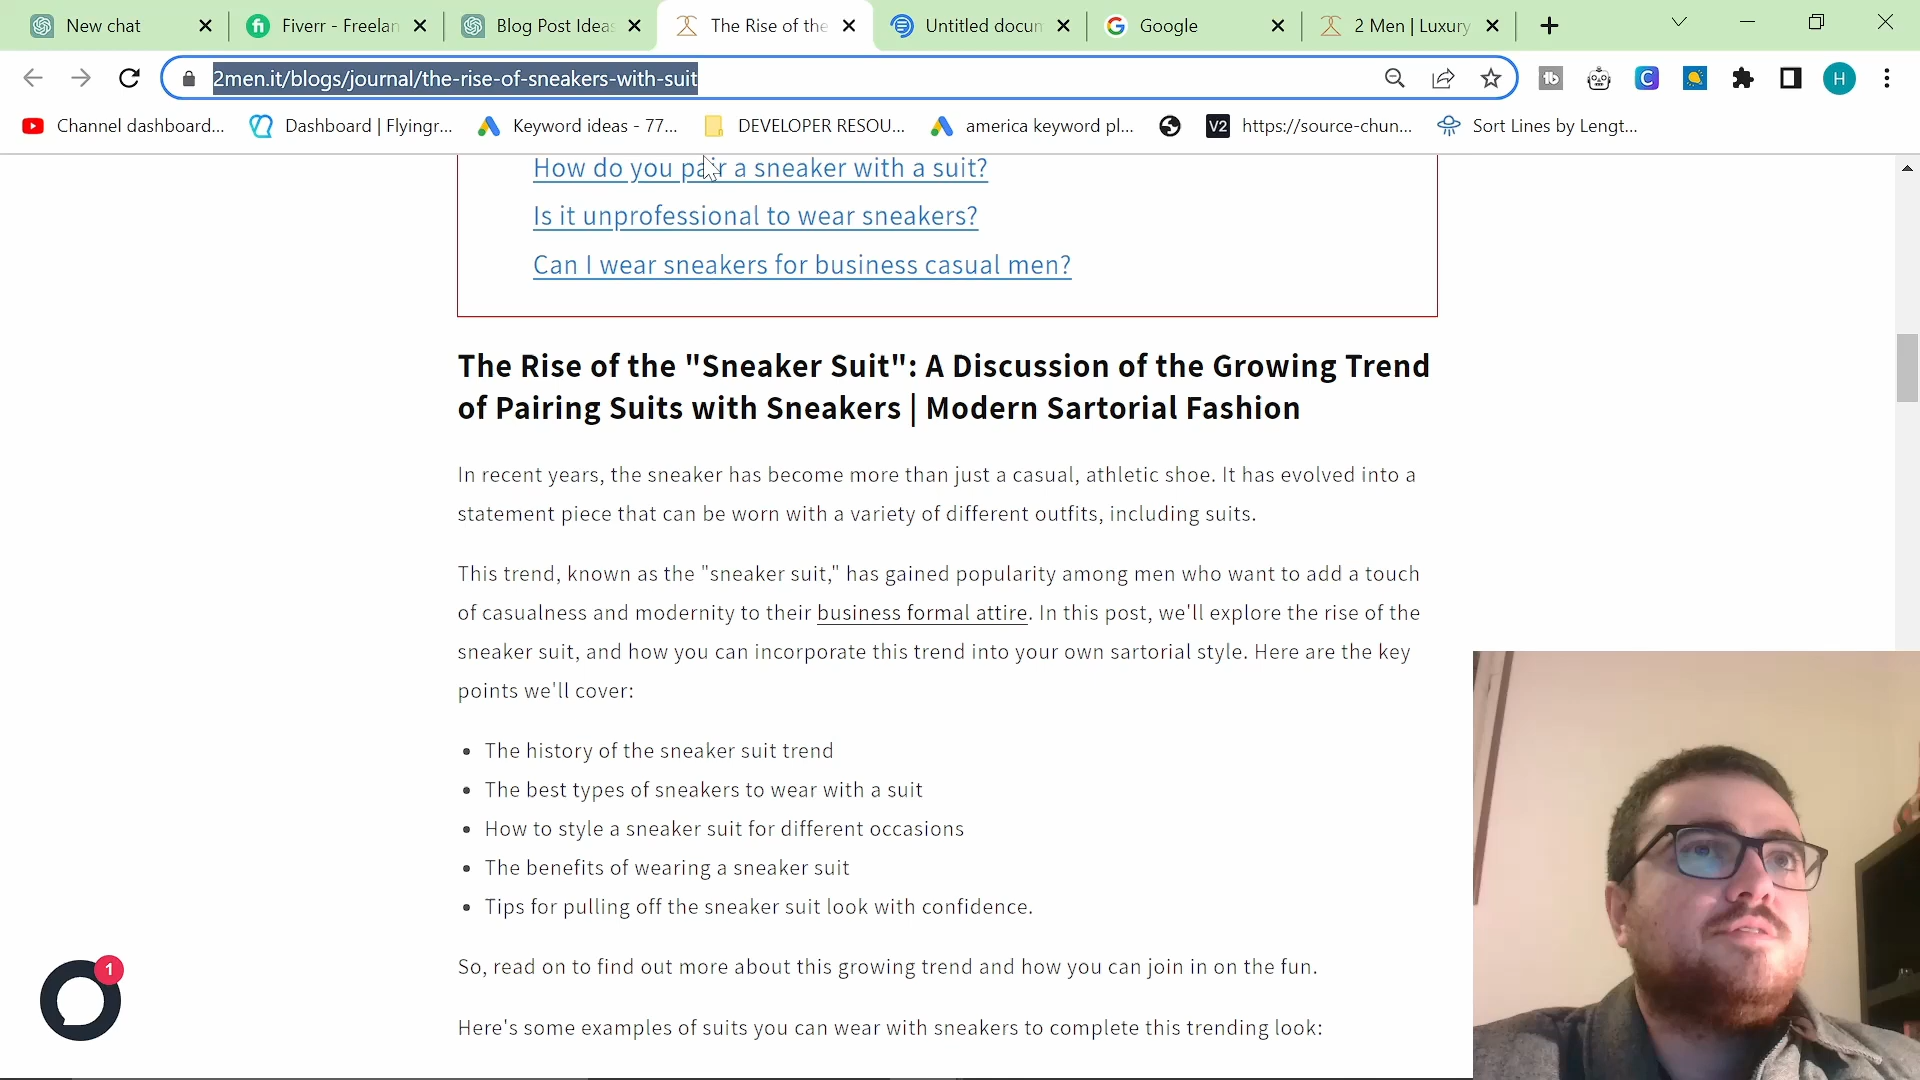 New chat
Fiverr - Freelan
Blog Post Ideas
The Rise of the
Untitled docum
Google
2 Men | Luxury
2men.it/blogs/journal/the-rise-of-sneakers-with-suit
H
Channel dashboard...
Dashboard | Flyingr...
Keyword ideas - 77...
DEVELOPER RESOU...
america keyword pl...
V2
https://source-chun...
Sort Lines by Lengt...
How do you pair a sneaker with a suit?
Is it unprofessional to wear sneakers?
Can I wear sneakers for business casual men?
The Rise of the "Sneaker Suit": A Discussion of the Growing Trend
of Pairing Suits with Sneakers | Modern Sartorial Fashion
In recent years, the sneaker has become more than just a casual, athletic shoe. It has evolved into a
statement piece that can be worn with a variety of different outfits, including suits.
This trend, known as the "sneaker suit," has gained popularity among men who want to add a touch
of casualness and modernity to their business formal attire. In this post, we'll explore the rise of the
sneaker suit, and how you can incorporate this trend into your own sartorial style. Here are the key
points we'll cover:
• The history of the sneaker suit trend
• The best types of sneakers to wear with a suit
• How to style a sneaker suit for different occasions
• The benefits of wearing a sneaker suit
• Tips for pulling off the sneaker suit look with confidence.
So, read on to find out more about this growing trend and how you can join in on the fun.
Here's some examples of suits you can wear with sneakers to complete this trending look:
1